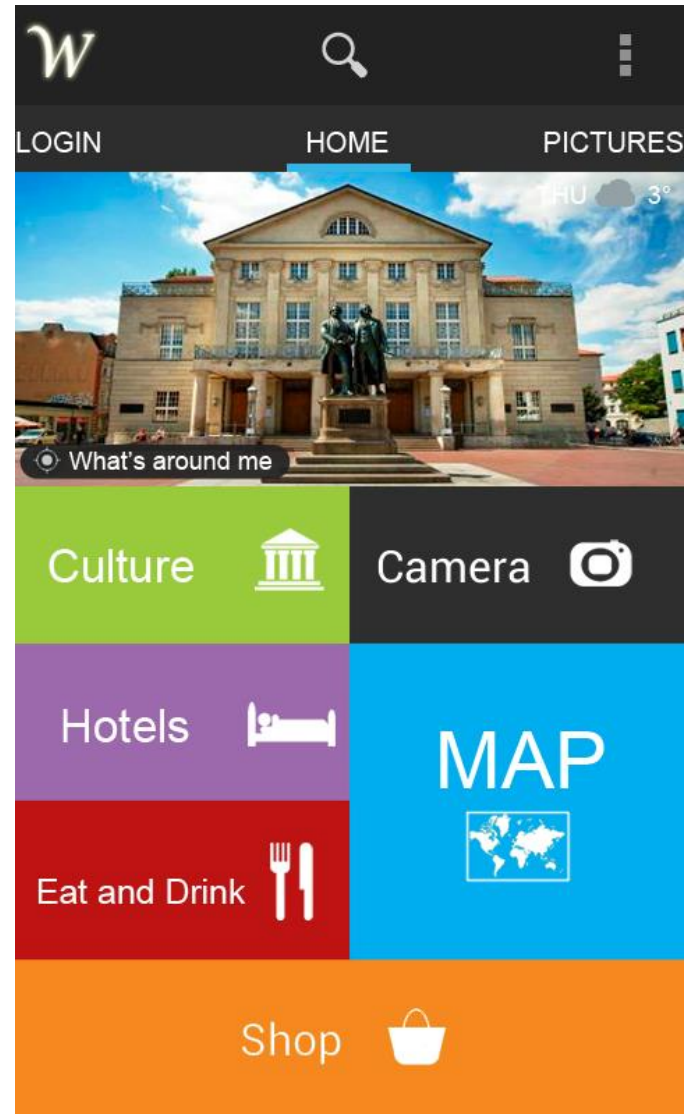 W
LOGIN HOME PICTURES
THU 3°
What's around me
Culture
Camera
Hotels
MAP
Eat and Drink
Shop